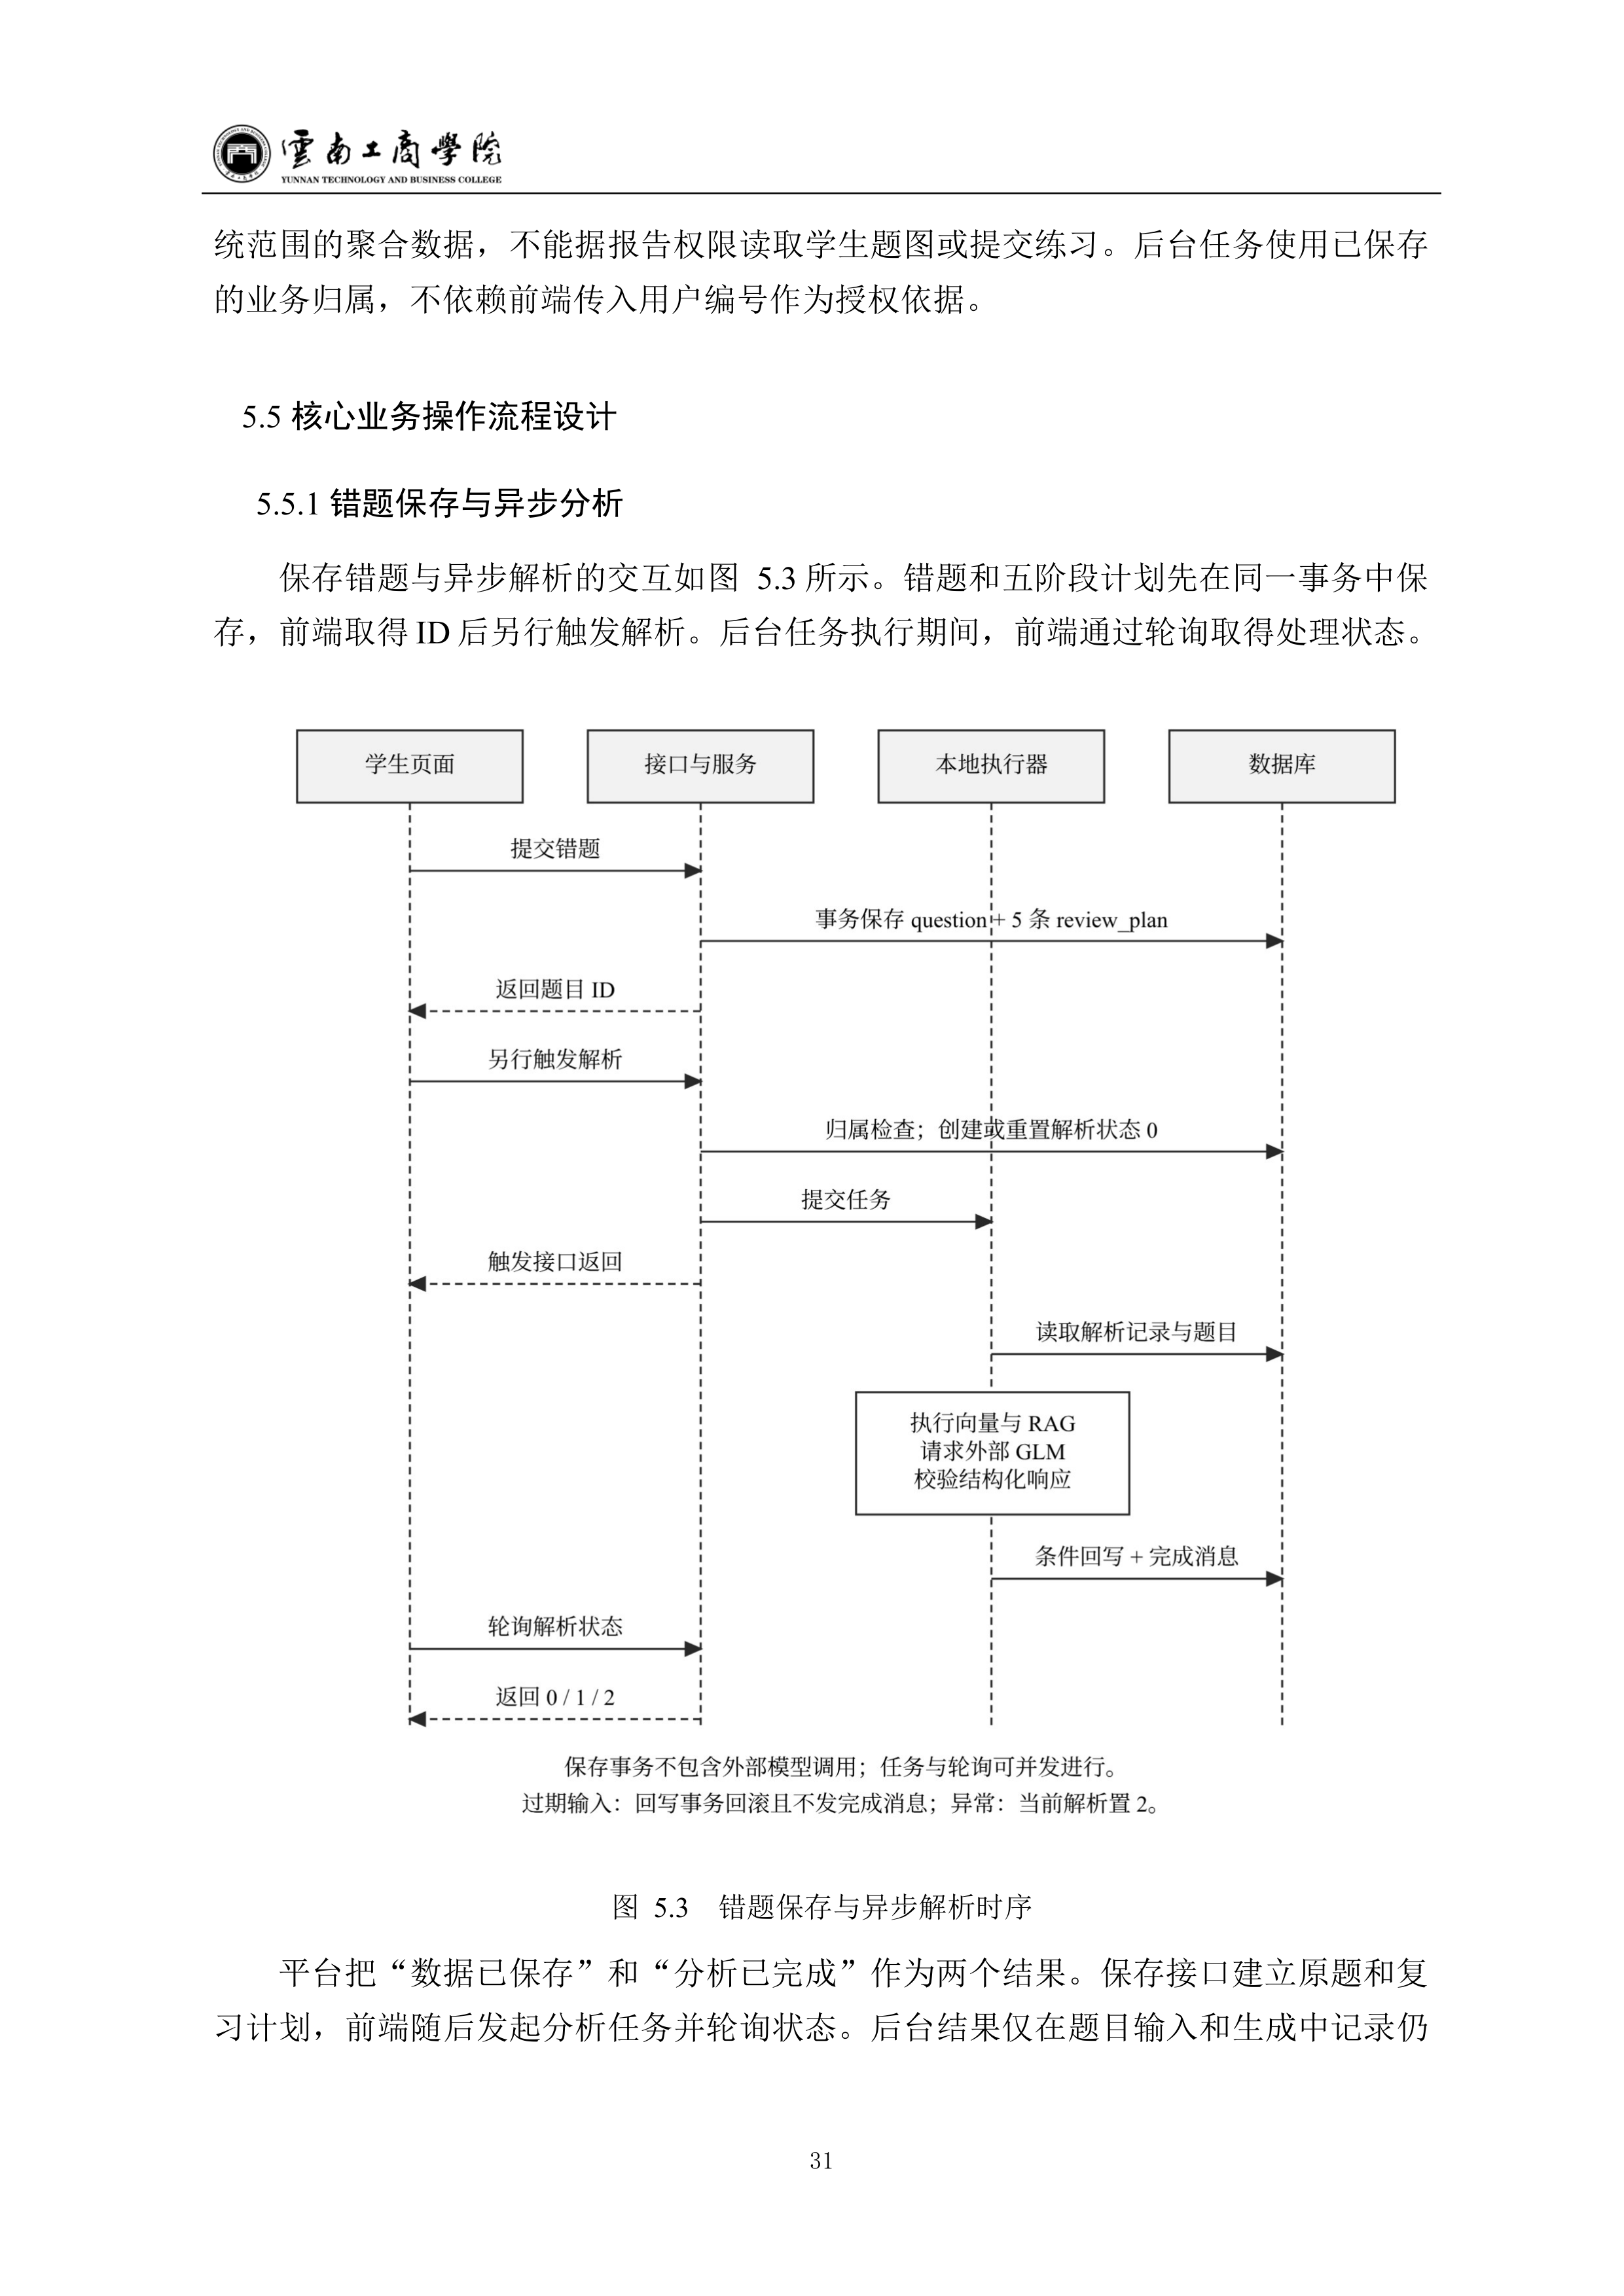 雲南工商學院
YUNNAN TECHNOLOGY AND BUSINESS COLLEGE
统范围的聚合数据，不能据报告权限读取学生题图或提交练习。后台任务使用已保存
的业务归属，不依赖前端传入用户编号作为授权依据。
5.5 核心业务操作流程设计
5.5.1 错题保存与异步分析
保存错题与异步解析的交互如图 5.3 所示。错题和五阶段计划先在同一事务中保
存，前端取得 ID 后另行触发解析。后台任务执行期间，前端通过轮询取得处理状态。
学生页面
接口与服务
本地执行器
数据库
提交错题
事务保存 question + 5 条 review_plan
返回题目 ID
另行触发解析
归属检查；创建或重置解析状态 0
提交任务
触发接口返回
读取解析记录与题目
执行向量与 RAG
请求外部 GLM
校验结构化响应
条件回写 + 完成消息
轮询解析状态
返回 0 / 1 / 2
保存事务不包含外部模型调用；任务与轮询可并发进行。
过期输入：回写事务回滚且不发完成消息；异常：当前解析置 2。
图 5.3 错题保存与异步解析时序
平台把“数据已保存”和“分析已完成”作为两个结果。保存接口建立原题和复
习计划，前端随后发起分析任务并轮询状态。后台结果仅在题目输入和生成中记录仍
31